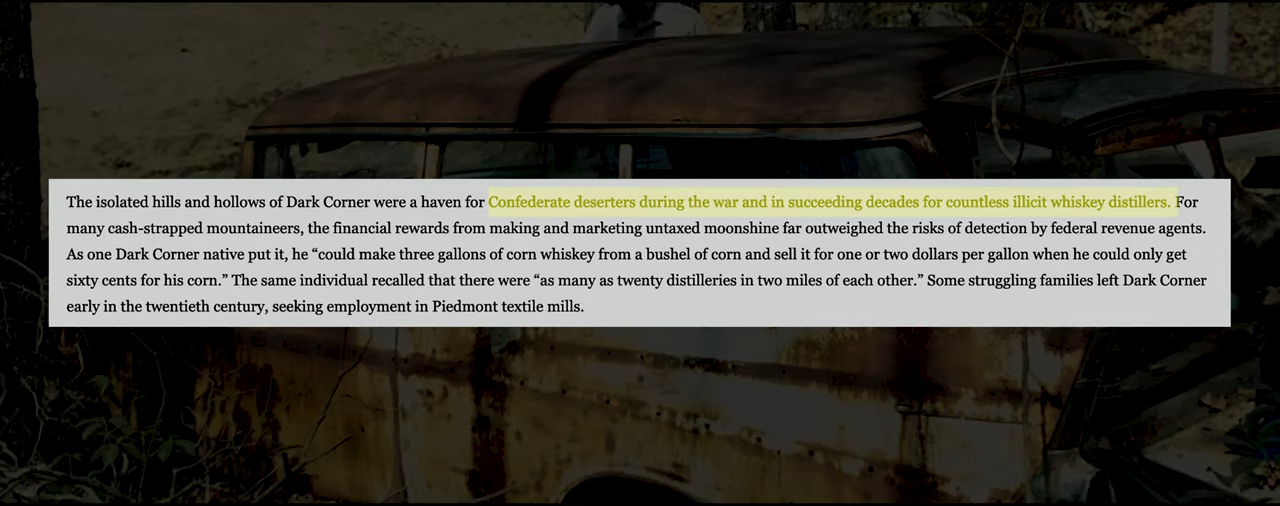 The isolated hills and hollows of Dark Corner were a haven for Confederate deserters during the war and in succeeding decades for countless illicit whiskey distillers. For
many cash-strapped mountaineers, the financial rewards from making and marketing untaxed moonshine far outweighed the risks of detection by federal revenue agents.
As one Dark Corner native put it, he “could make three gallons of corn whiskey from a bushel of corn and sell it for one or two dollars per gallon when he could only get
sixty cents for his corn.” The same individual recalled that there were “as many as twenty distilleries in two miles of each other.” Some struggling families left Dark Corner
early in the twentieth century, seeking employment in Piedmont textile mills.